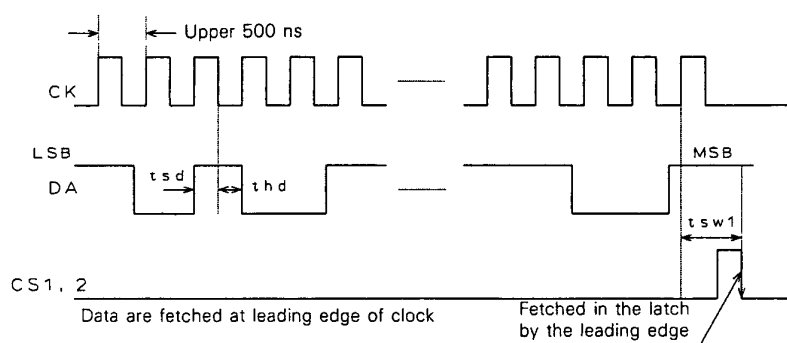 Upper 500 ns
CK
LSB
MSB
DA
tsd
thd
tsw1
CS1, 2
Data are fetched at leading edge of clock
Fetched in the latch
by the leading edge